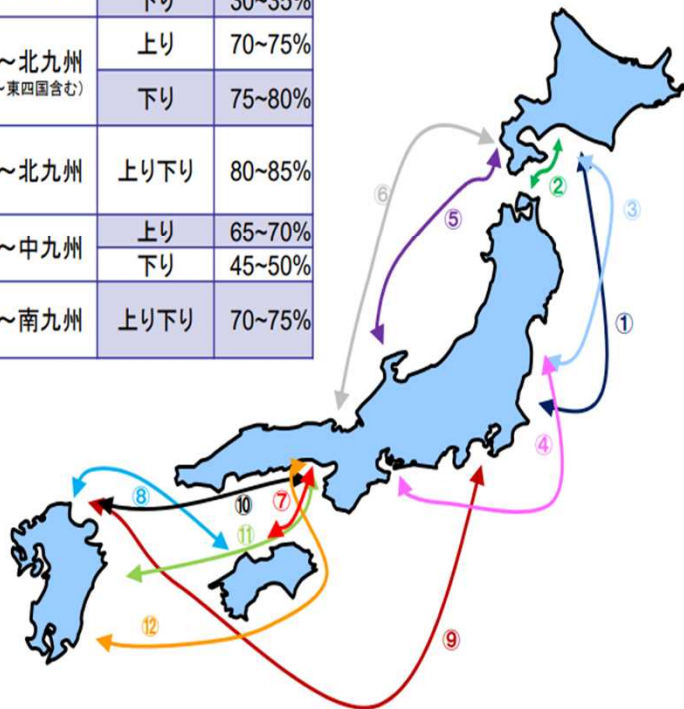 下り 30~35%
~北九州
~東四国含む)
上り 70~75%
下り 75~80%
~北九州 上り下り 80~85%
~中九州
上り 65~70%
下り 45~50%
~南九州 上り下り 70~75%
⑥
②
③
⑤
①
④
⑧
⑩
⑦
⑪
⑫
⑨